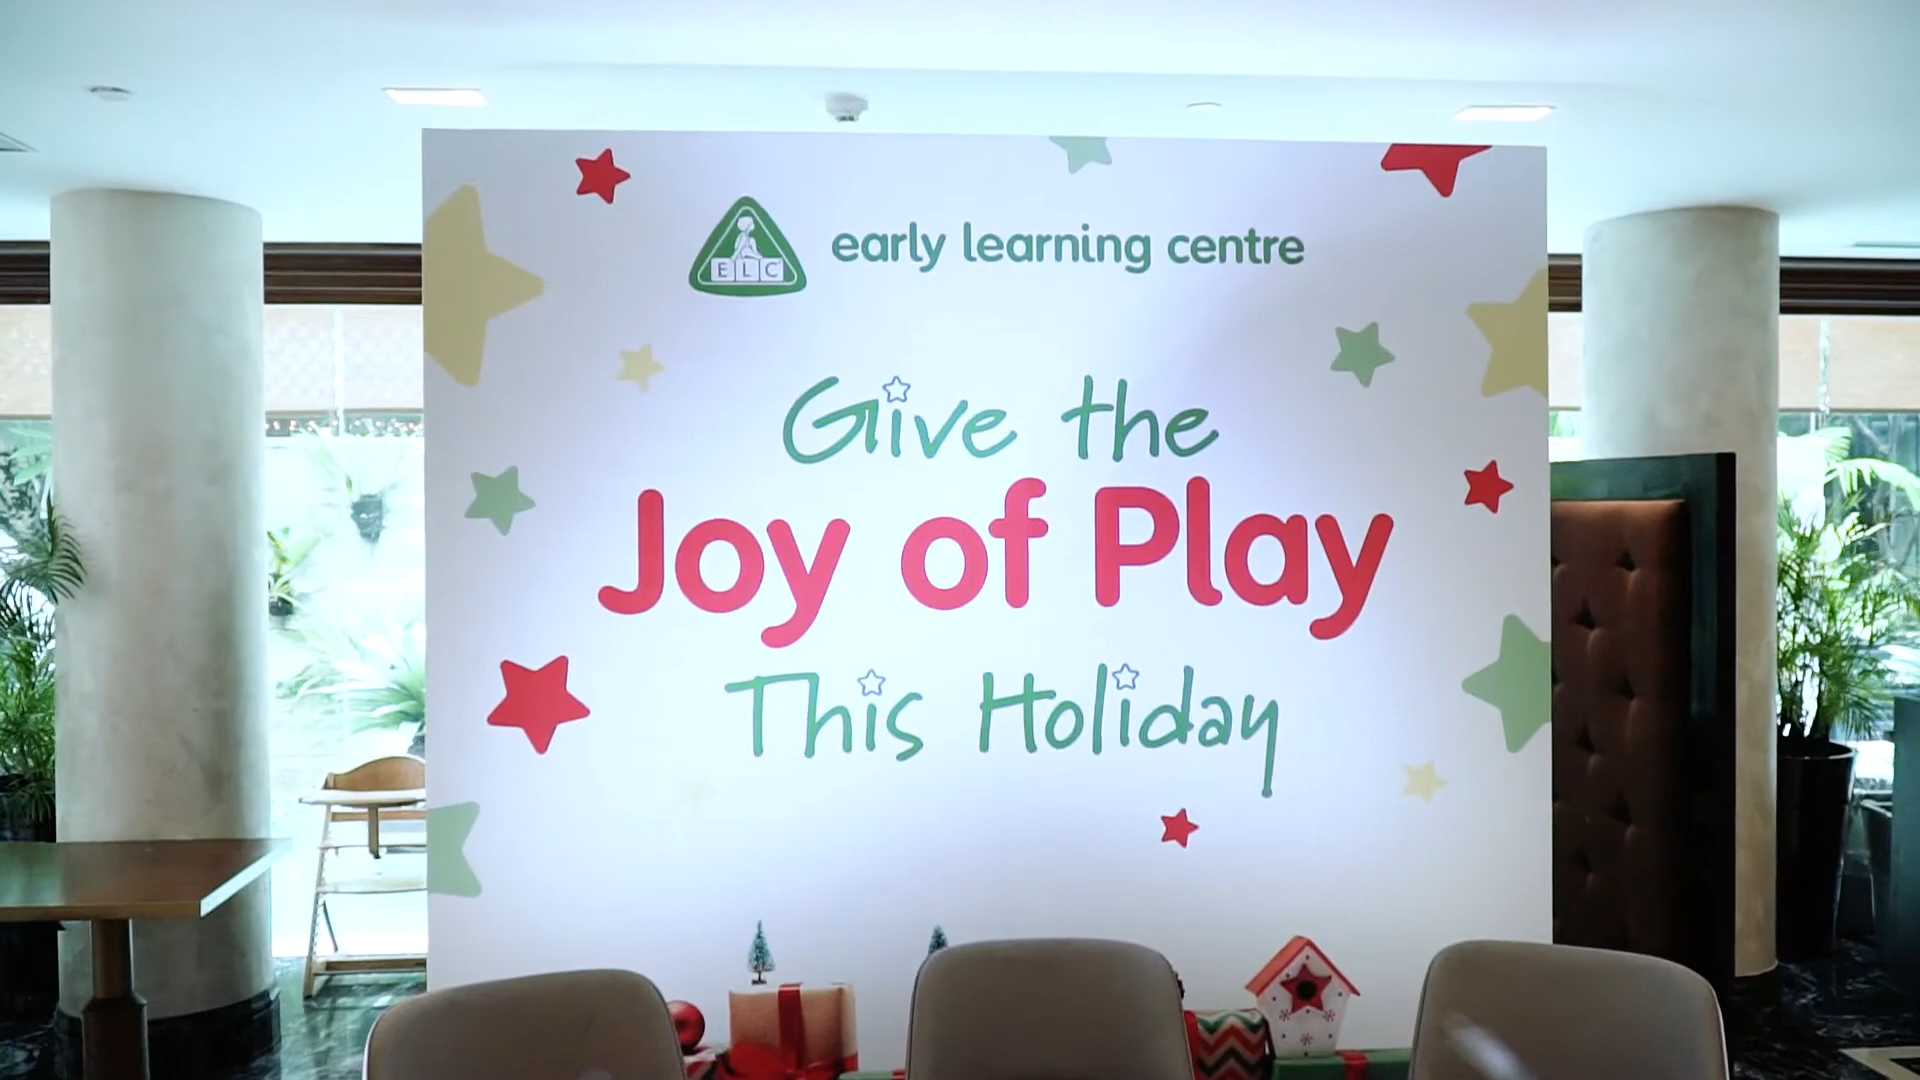 ELC
early learning centre
Give the
Joy of Play
This Holiday